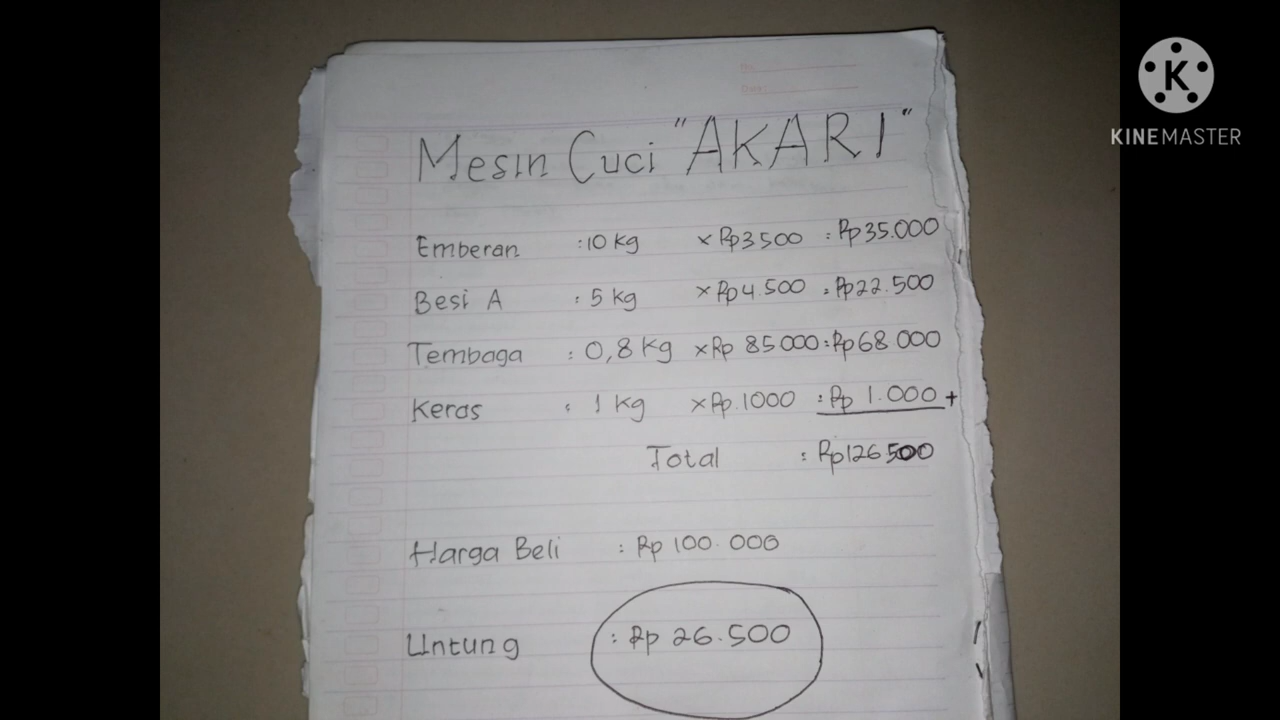 Mesin Cuci "AKARI"
Emberan : 10 kg × Rp3500 : Rp35.000
Besi A : 5 kg × Rp4.500 : Rp22.500
Tembaga : 0,8 kg × Rp 85000 : Rp68.000
Keras : 1 kg × Rp.1000 : Rp 1.000 +
Total : Rp126500
Harga Beli : Rp 100.000
Untung : Rp 26.500
K
KINEMASTER